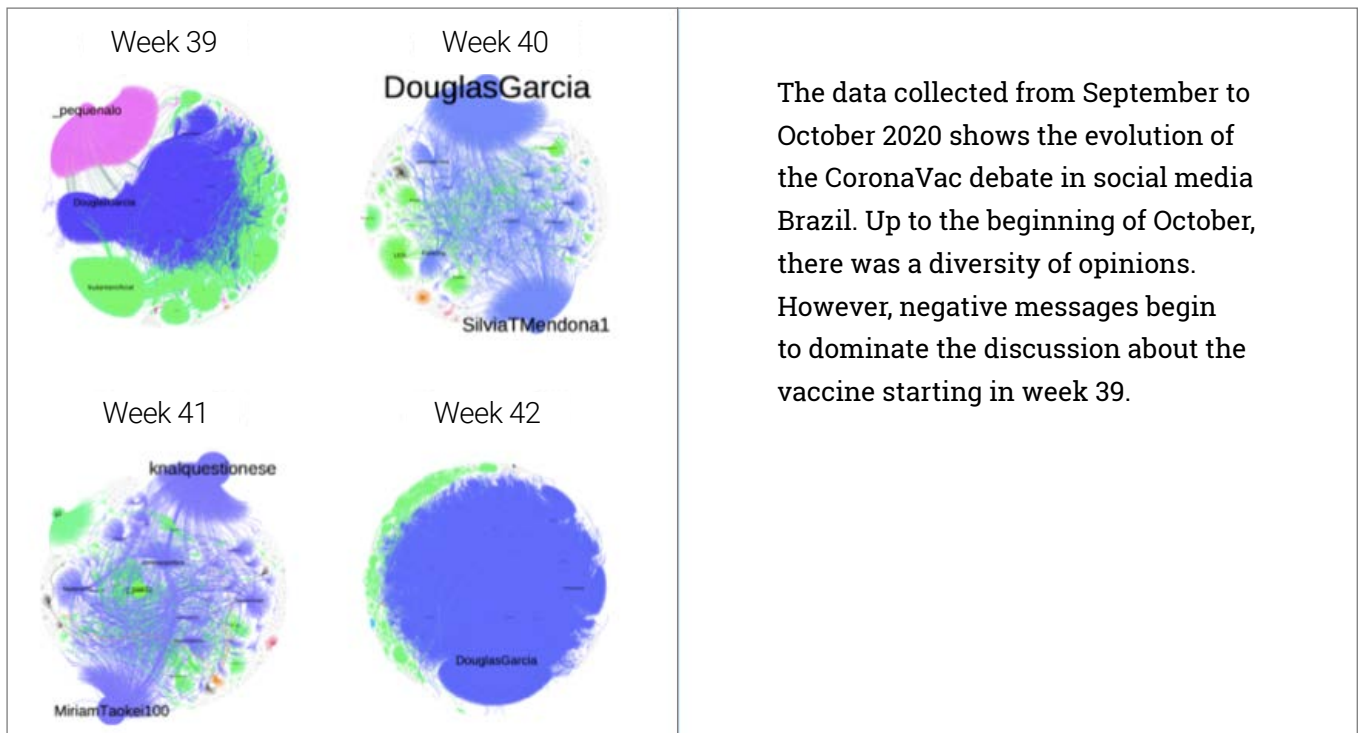 Week 39
Week 40
_pequenalo
DouglasGarcia
DouglasGarcia
SilviaTMendona1
Week 41
Week 42
knalquestionese
MiriamTaokei100
DouglasGarcia
The data collected from September to
October 2020 shows the evolution of
the CoronaVac debate in social media
Brazil. Up to the beginning of October,
there was a diversity of opinions.
However, negative messages begin
to dominate the discussion about the
vaccine starting in week 39.